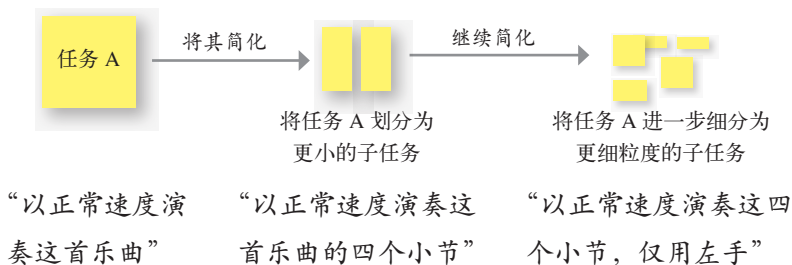 任务 A
将其简化
继续简化
将任务 A 划分为
更小的子任务
将任务 A 进一步细分为
更细粒度的子任务
“以正常速度演
奏这首乐曲”
“以正常速度演奏这
首乐曲的四个小节”
“以正常速度演奏这四
个小节，仅用左手”